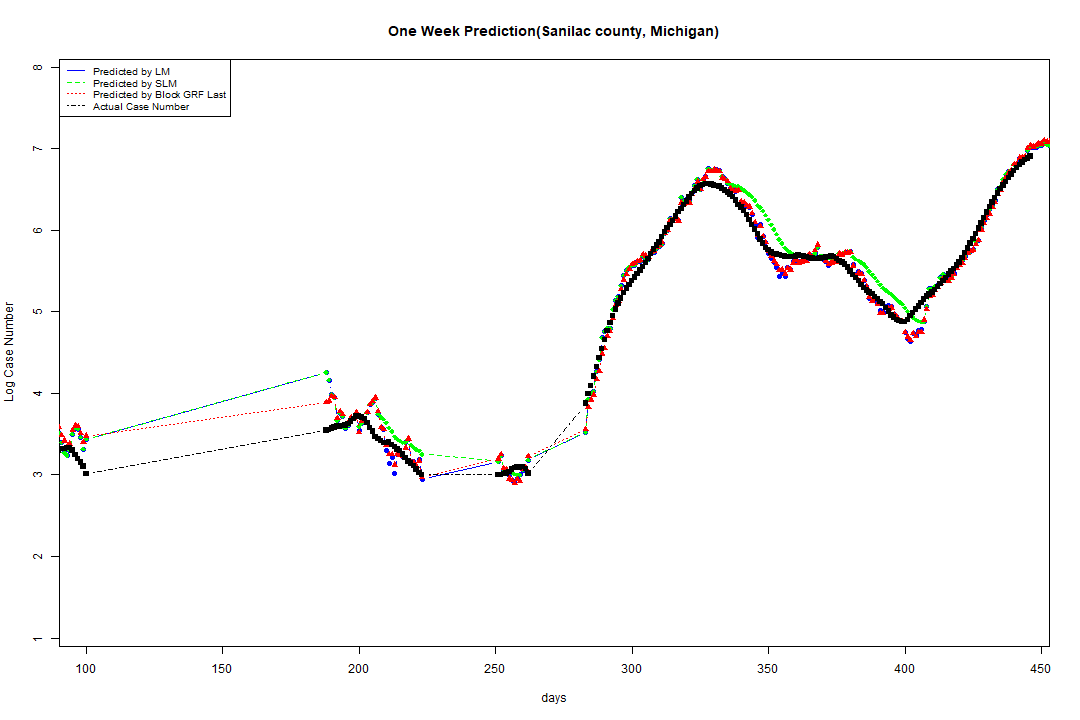 One Week Prediction(Sanilac county, Michigan)
Predicted by LM
Predicted by SLM
Predicted by Block GRF Last
Actual Case Number
8
7
6
5
4
3
2
1
Log Case Number
100 150 200 250 300 350 400 450
days